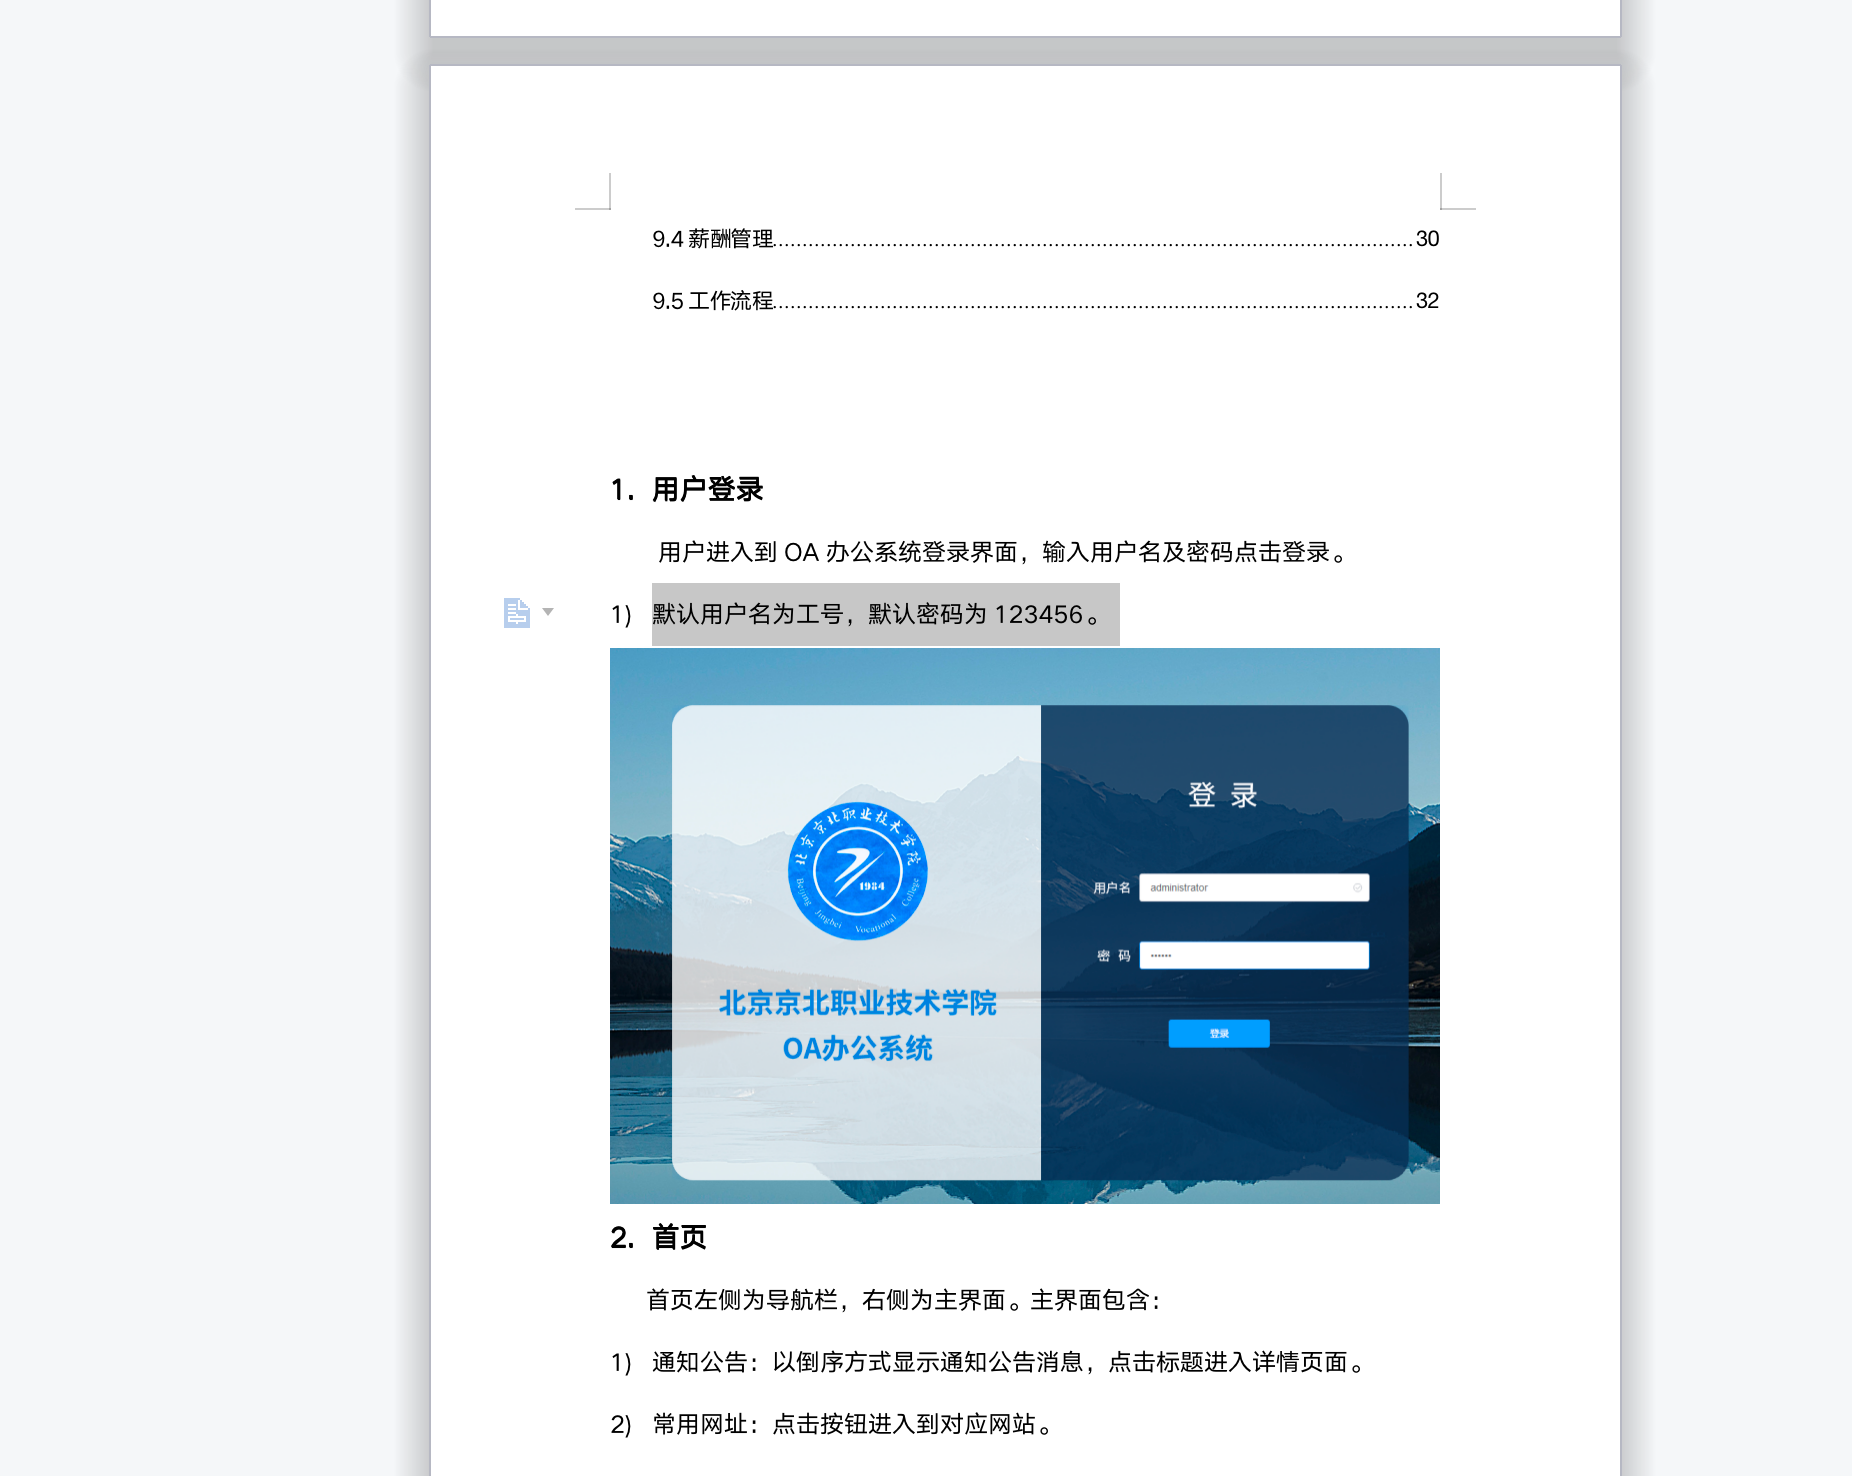 9.4 薪酬管理........................................30
9.5 工作流程........................................32
1. 用户登录
用户进入到 OA 办公系统登录界面，输入用户名及密码点击登录。
1) 默认用户名为工号，默认密码为 123456。
北京京北职业技术学院
1984
Beijing Jingbei Vocational College
北京京北职业技术学院
OA办公系统
登 录
用户名 administrator
密 码 ••••••
登录
2. 首页
首页左侧为导航栏，右侧为主界面。主界面包含：
1) 通知公告：以倒序方式显示通知公告消息，点击标题进入详情页面。
2) 常用网址：点击按钮进入到对应网站。